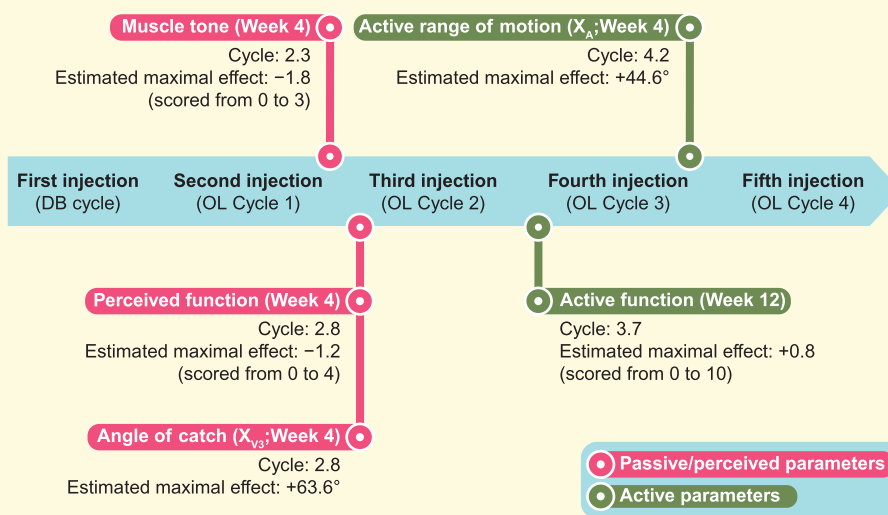 Muscle tone (Week 4)
Cycle: 2.3
Estimated maximal effect: −1.8
(scored from 0 to 3)
Active range of motion (XA;Week 4)
Cycle: 4.2
Estimated maximal effect: +44.6°
First injection
(DB cycle)
Second injection
(OL Cycle 1)
Third injection
(OL Cycle 2)
Fourth injection
(OL Cycle 3)
Fifth injection
(OL Cycle 4)
Perceived function (Week 4)
Cycle: 2.8
Estimated maximal effect: −1.2
(scored from 0 to 4)
Active function (Week 12)
Cycle: 3.7
Estimated maximal effect: +0.8
(scored from 0 to 10)
Angle of catch (XV3;Week 4)
Cycle: 2.8
Estimated maximal effect: +63.6°
Passive/perceived parameters
Active parameters